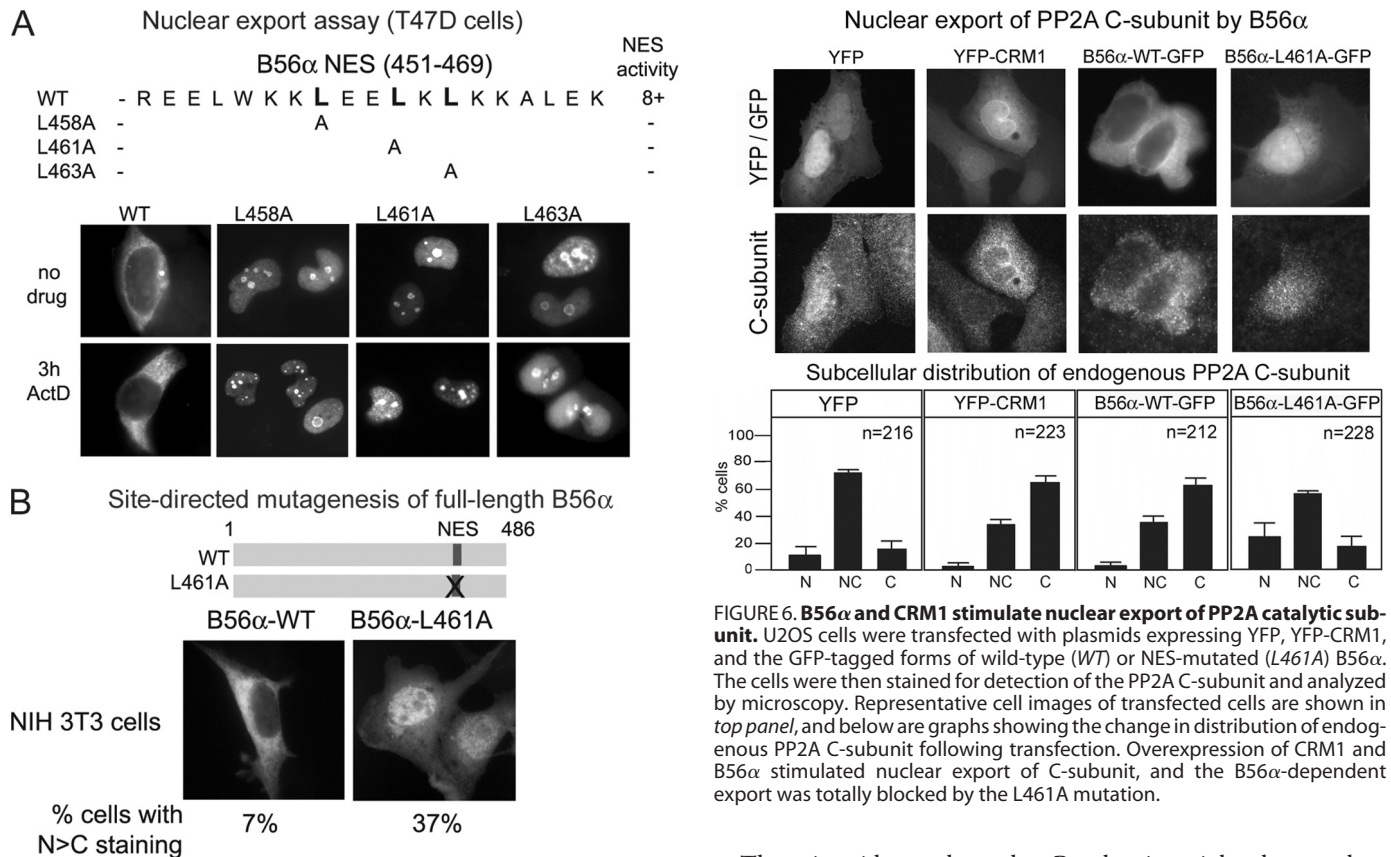 A
Nuclear export assay (T47D cells)
B56α NES (451-469)
NES
activity
WT - R E E L W K K L E E L K L K K A L E K 8+
L458A - A -
L461A - A -
L463A - A -
WT L458A L461A L463A
no
drug
3h
ActD
B
Site-directed mutagenesis of full-length B56α
1 NES 486
WT
L461A X
B56α-WT B56α-L461A
NIH 3T3 cells
% cells with
N>C staining
7% 37%
Nuclear export of PP2A C-subunit by B56α
YFP YFP-CRM1 B56α-WT-GFP B56α-L461A-GFP
YFP / GFP
C-subunit
Subcellular distribution of endogenous PP2A C-subunit
YFP YFP-CRM1 B56α-WT-GFP B56α-L461A-GFP
n=216 n=223 n=212 n=228
% cells
100
80
60
40
20
0
N NC C N NC C N NC C N NC C
FIGURE 6. B56α and CRM1 stimulate nuclear export of PP2A catalytic sub-
unit. U2OS cells were transfected with plasmids expressing YFP, YFP-CRM1,
and the GFP-tagged forms of wild-type (WT) or NES-mutated (L461A) B56α.
The cells were then stained for detection of the PP2A C-subunit and analyzed
by microscopy. Representative cell images of transfected cells are shown in
top panel, and below are graphs showing the change in distribution of endog-
enous PP2A C-subunit following transfection. Overexpression of CRM1 and
B56α stimulated nuclear export of C-subunit, and the B56α-dependent
export was totally blocked by the L461A mutation.